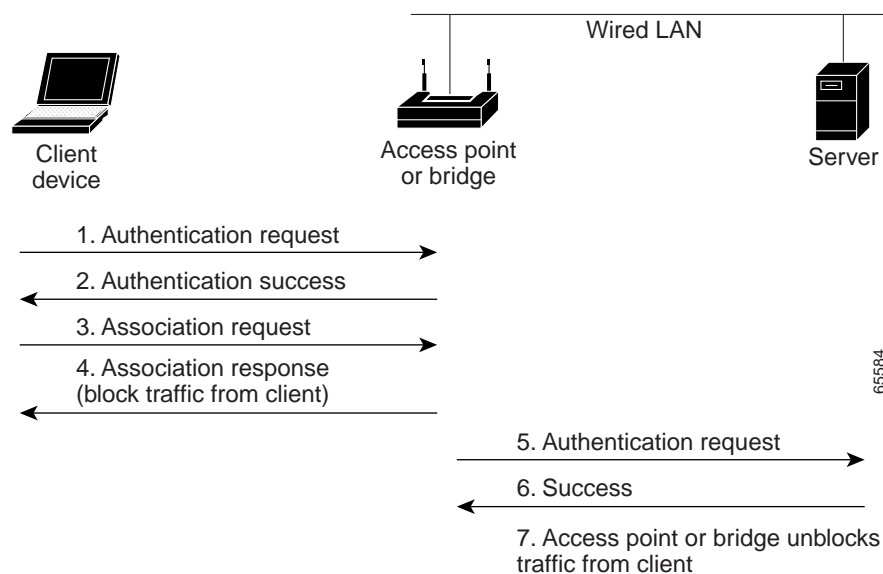 Wired LAN
Client
device
Access point
or bridge
Server
1. Authentication request
2. Authentication success
3. Association request
4. Association response
(block traffic from client)
65584
5. Authentication request
6. Success
7. Access point or bridge unblocks
traffic from client